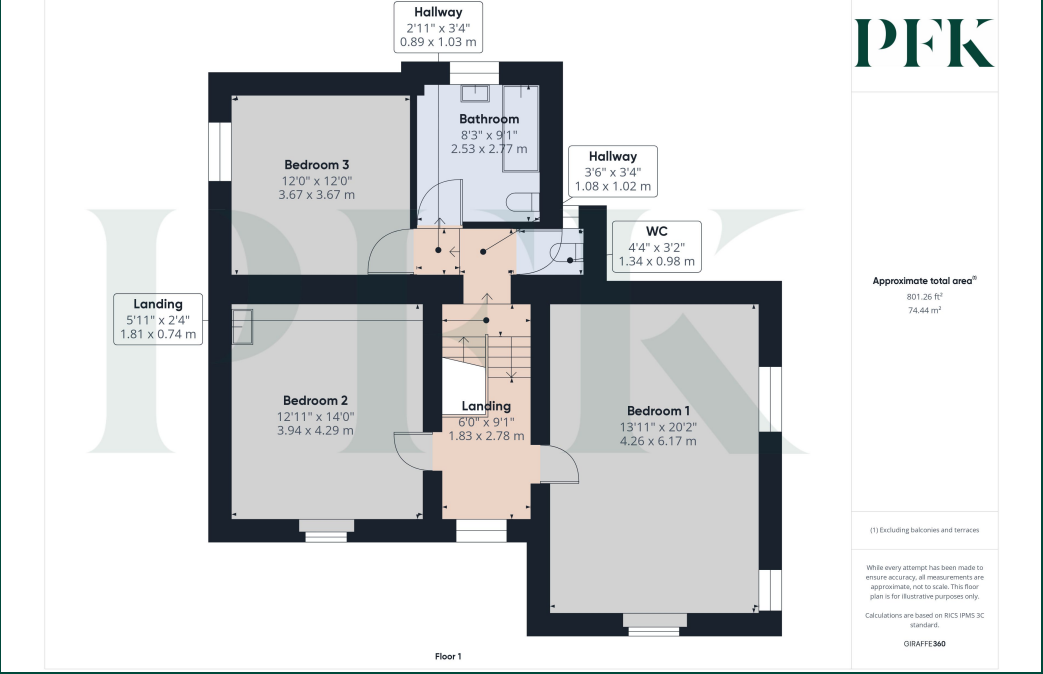 Hallway
2'11" x 3'4"
0.89 x 1.03 m
PFK
Bathroom
8'3" x 9'1"
2.53 x 2.77 m
Bedroom 3
12'0" x 12'0"
3.67 x 3.67 m
Hallway
3'6" x 3'4"
1.08 x 1.02 m
WC
4'4" x 3'2"
1.34 x 0.98 m
PFK
Landing
5'11" x 2'4"
1.81 x 0.74 m
Bedroom 2
12'11" x 14'0"
3.94 x 4.29 m
Landing
6'0" x 9'1"
1.83 x 2.78 m
Bedroom 1
13'11" x 20'2"
4.26 x 6.17 m
Floor 1
Approximate total area⁽¹⁾
801.26 ft²
74.44 m²
(1) Excluding balconies and terraces
While every attempt has been made to
ensure accuracy, all measurements are
approximate, not to scale. This floor
plan is for illustrative purposes only.
Calculations are based on RICS IPMS 3C
standard.
GIRAFFE360